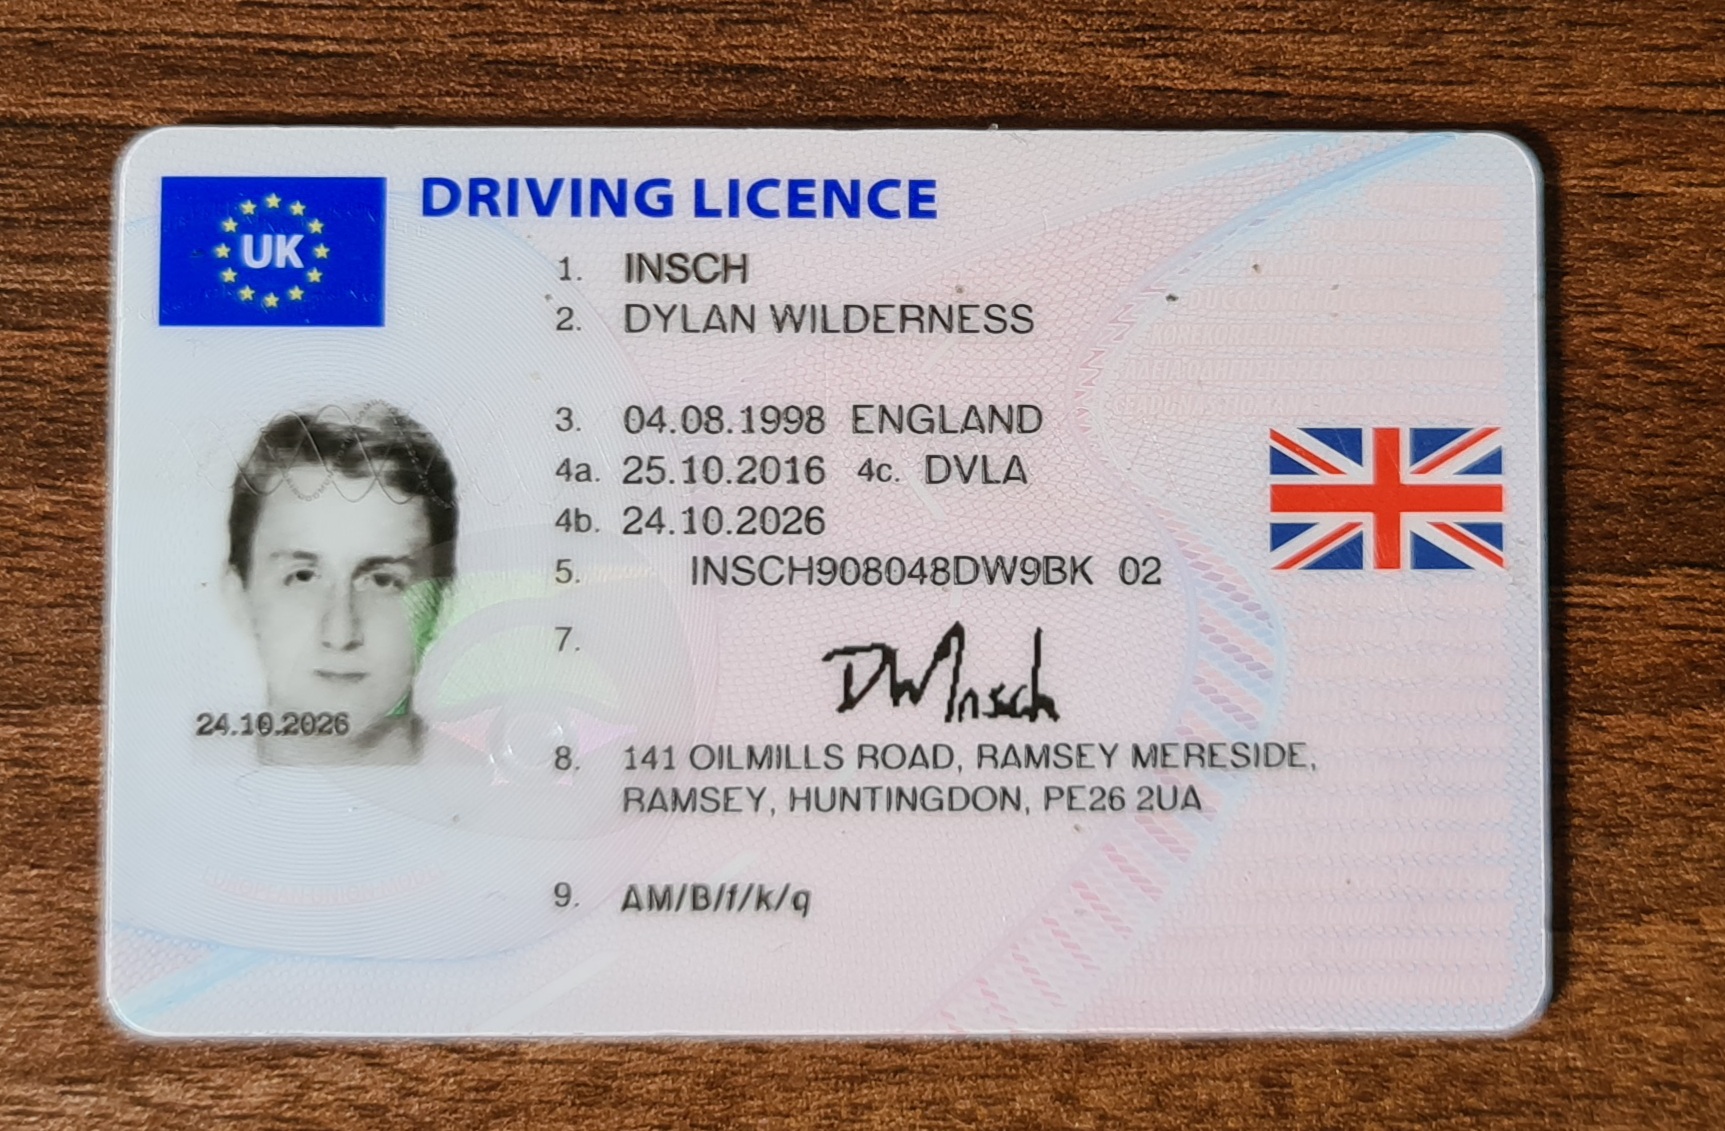 UK
DRIVING LICENCE
1. INSCH
2. DYLAN WILDERNESS
3. 04.08.1998 ENGLAND
4a. 25.10.2016 4c. DVLA
4b. 24.10.2026
5. INSCH908048DW9BK 02
7. DW Insch
24.10.2026
8. 141 OILMILLS ROAD, RAMSEY MERESIDE,
RAMSEY, HUNTINGDON, PE26 2UA
9. AM/B/f/k/q